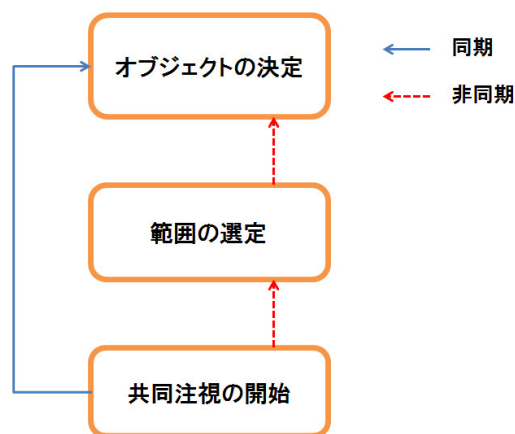 オブジェクトの決定
同期
非同期
範囲の選定
共同注視の開始